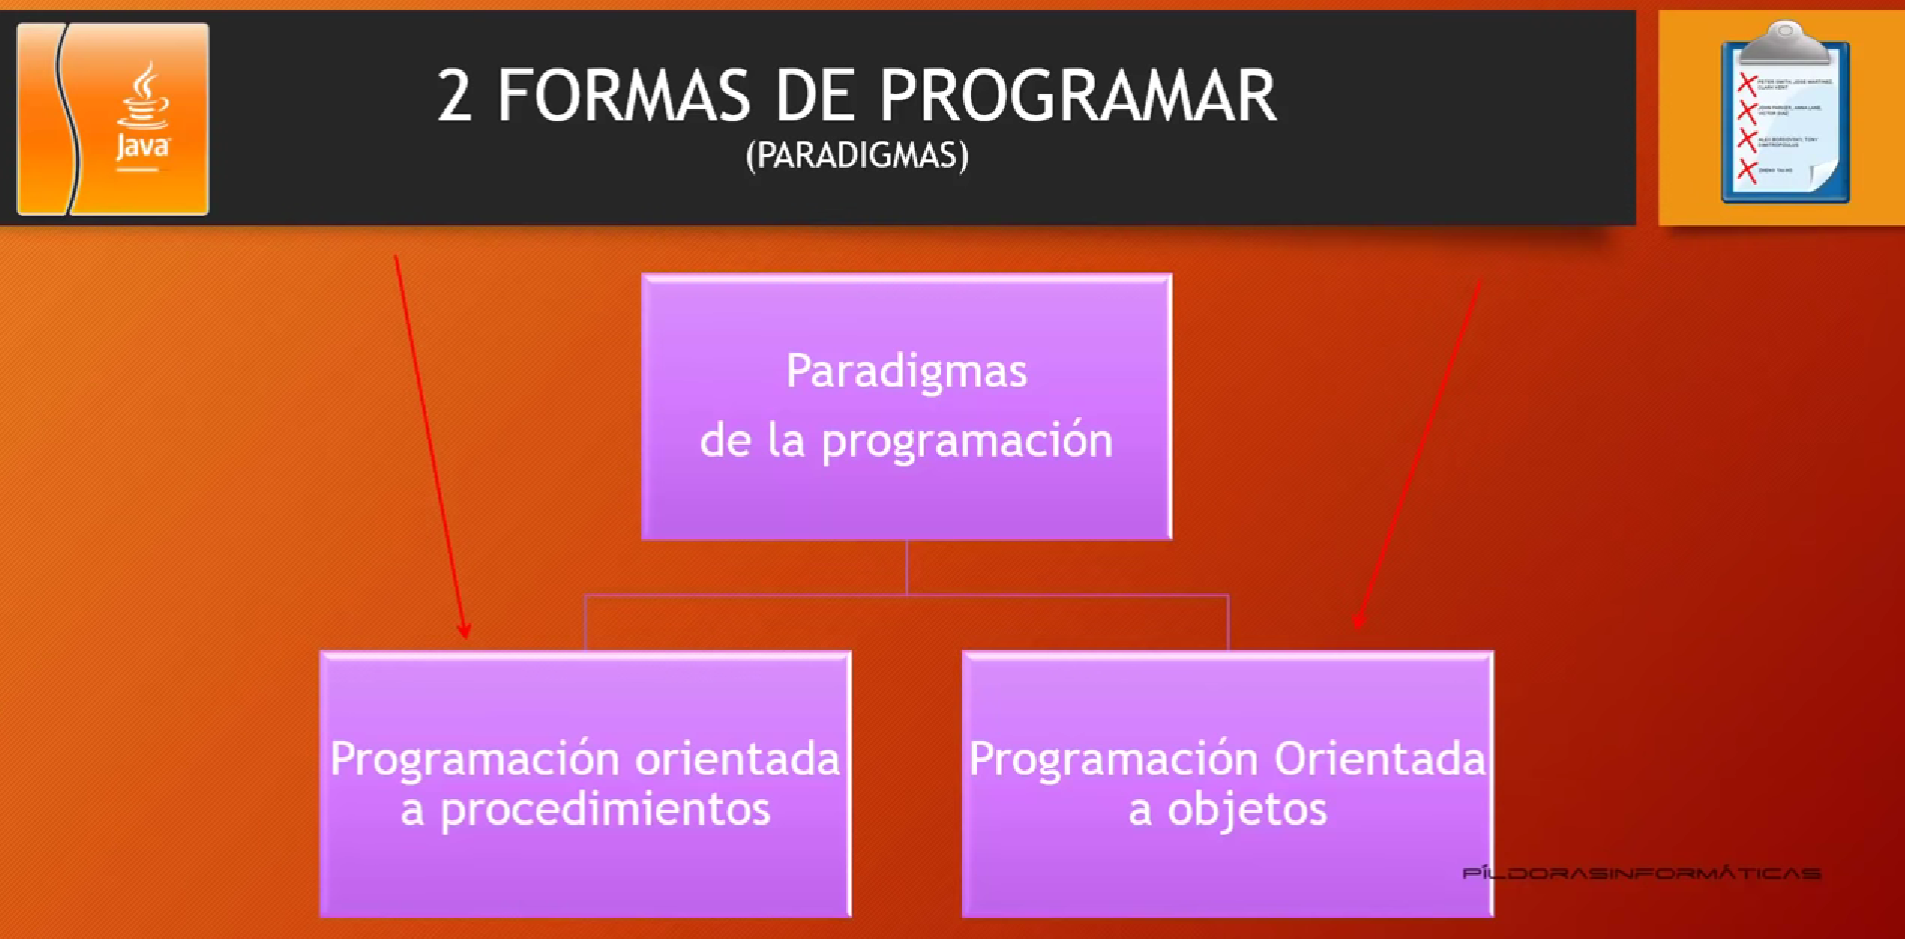 2 FORMAS DE PROGRAMAR
(PARADIGMAS)
Java
Paradigmas
de la programación
Programación orientada
a procedimientos
Programación Orientada
a objetos
PÍLDORASINFORMÁTICAS